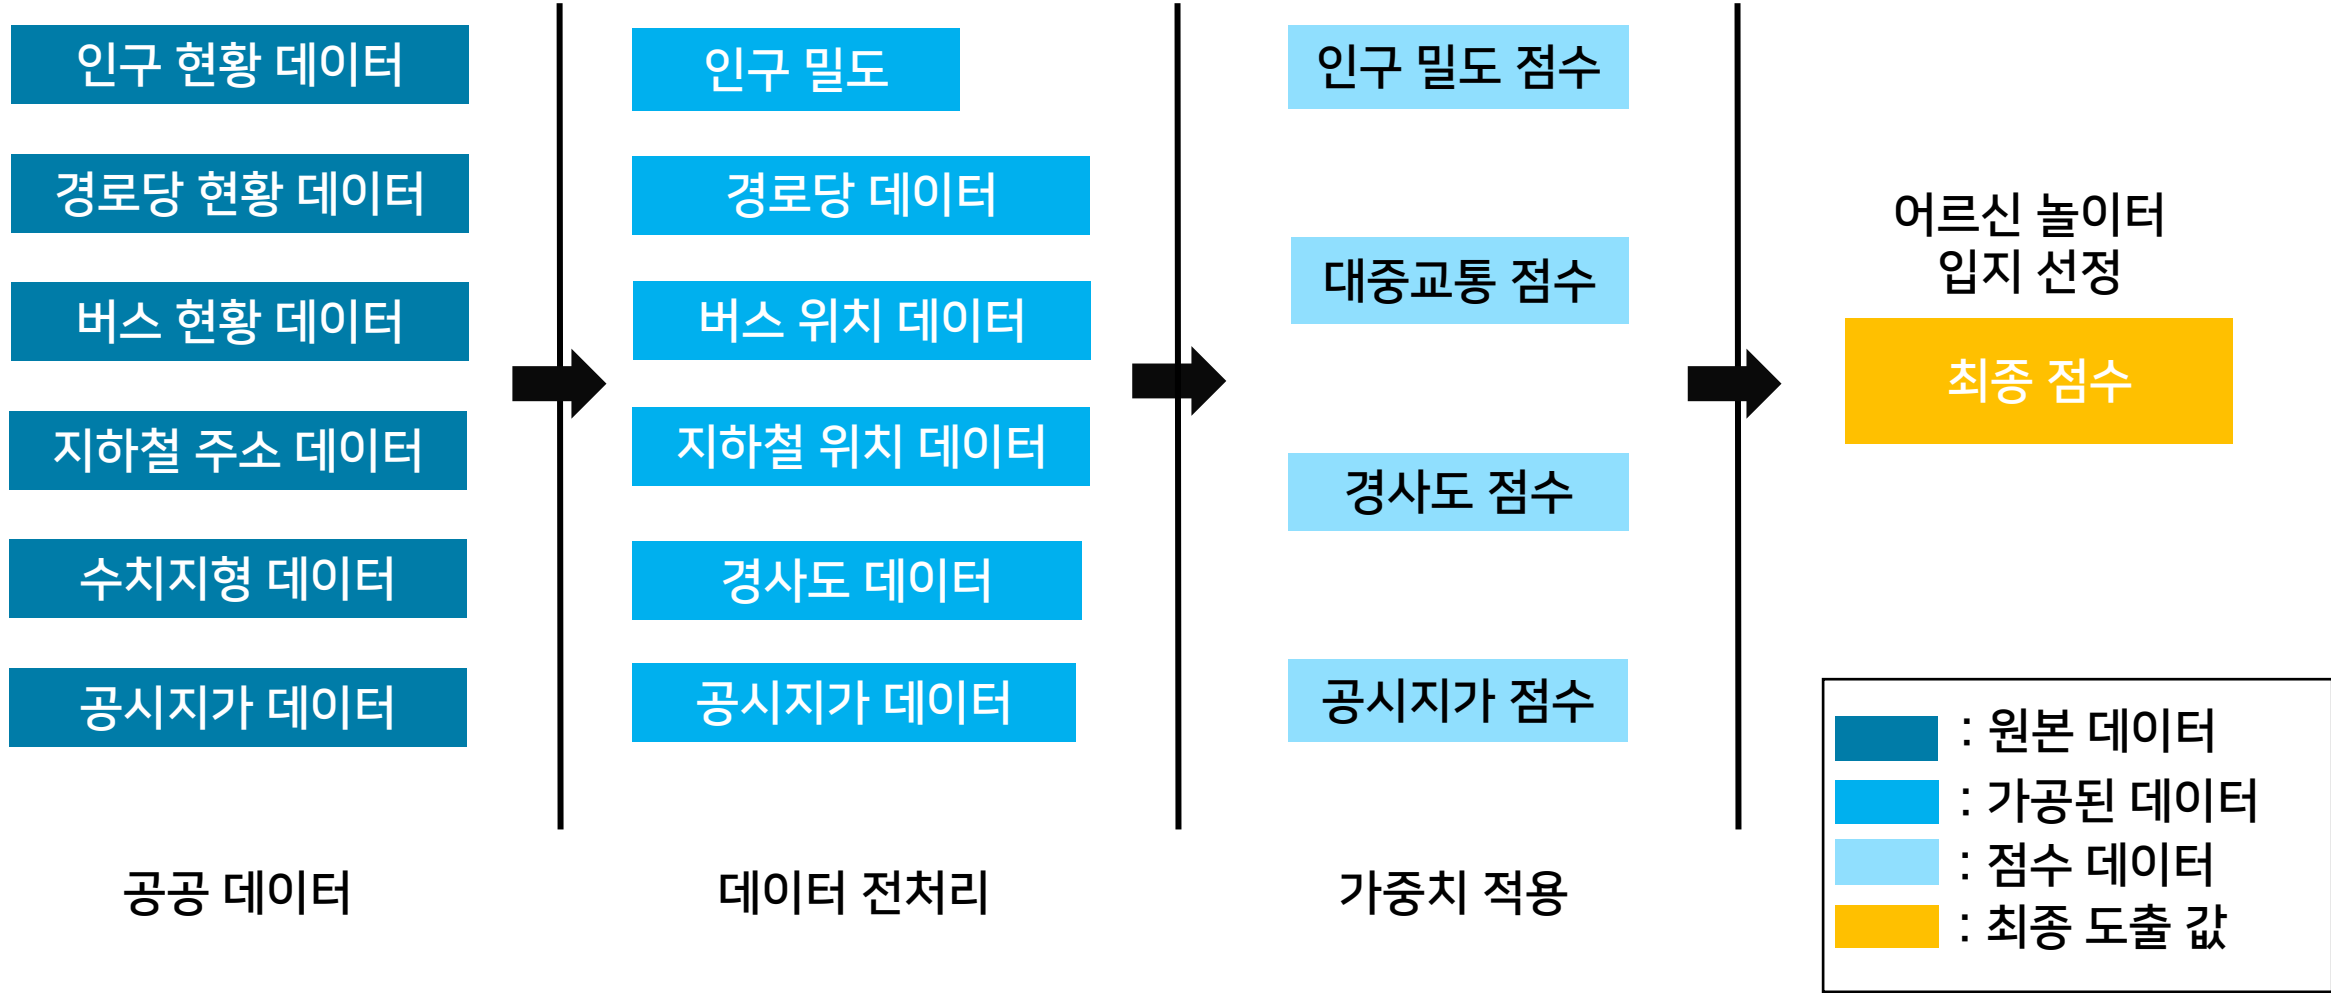 인구 현황 데이터
경로당 현황 데이터
버스 현황 데이터
지하철 주소 데이터
수치지형 데이터
공시지가 데이터
공공 데이터
인구 밀도
경로당 데이터
버스 위치 데이터
지하철 위치 데이터
경사도 데이터
공시지가 데이터
데이터 전처리
인구 밀도 점수
대중교통 점수
경사도 점수
공시지가 점수
가중치 적용
어르신 놀이터
입지 선정
최종 점수
: 원본 데이터
: 가공된 데이터
: 점수 데이터
: 최종 도출 값